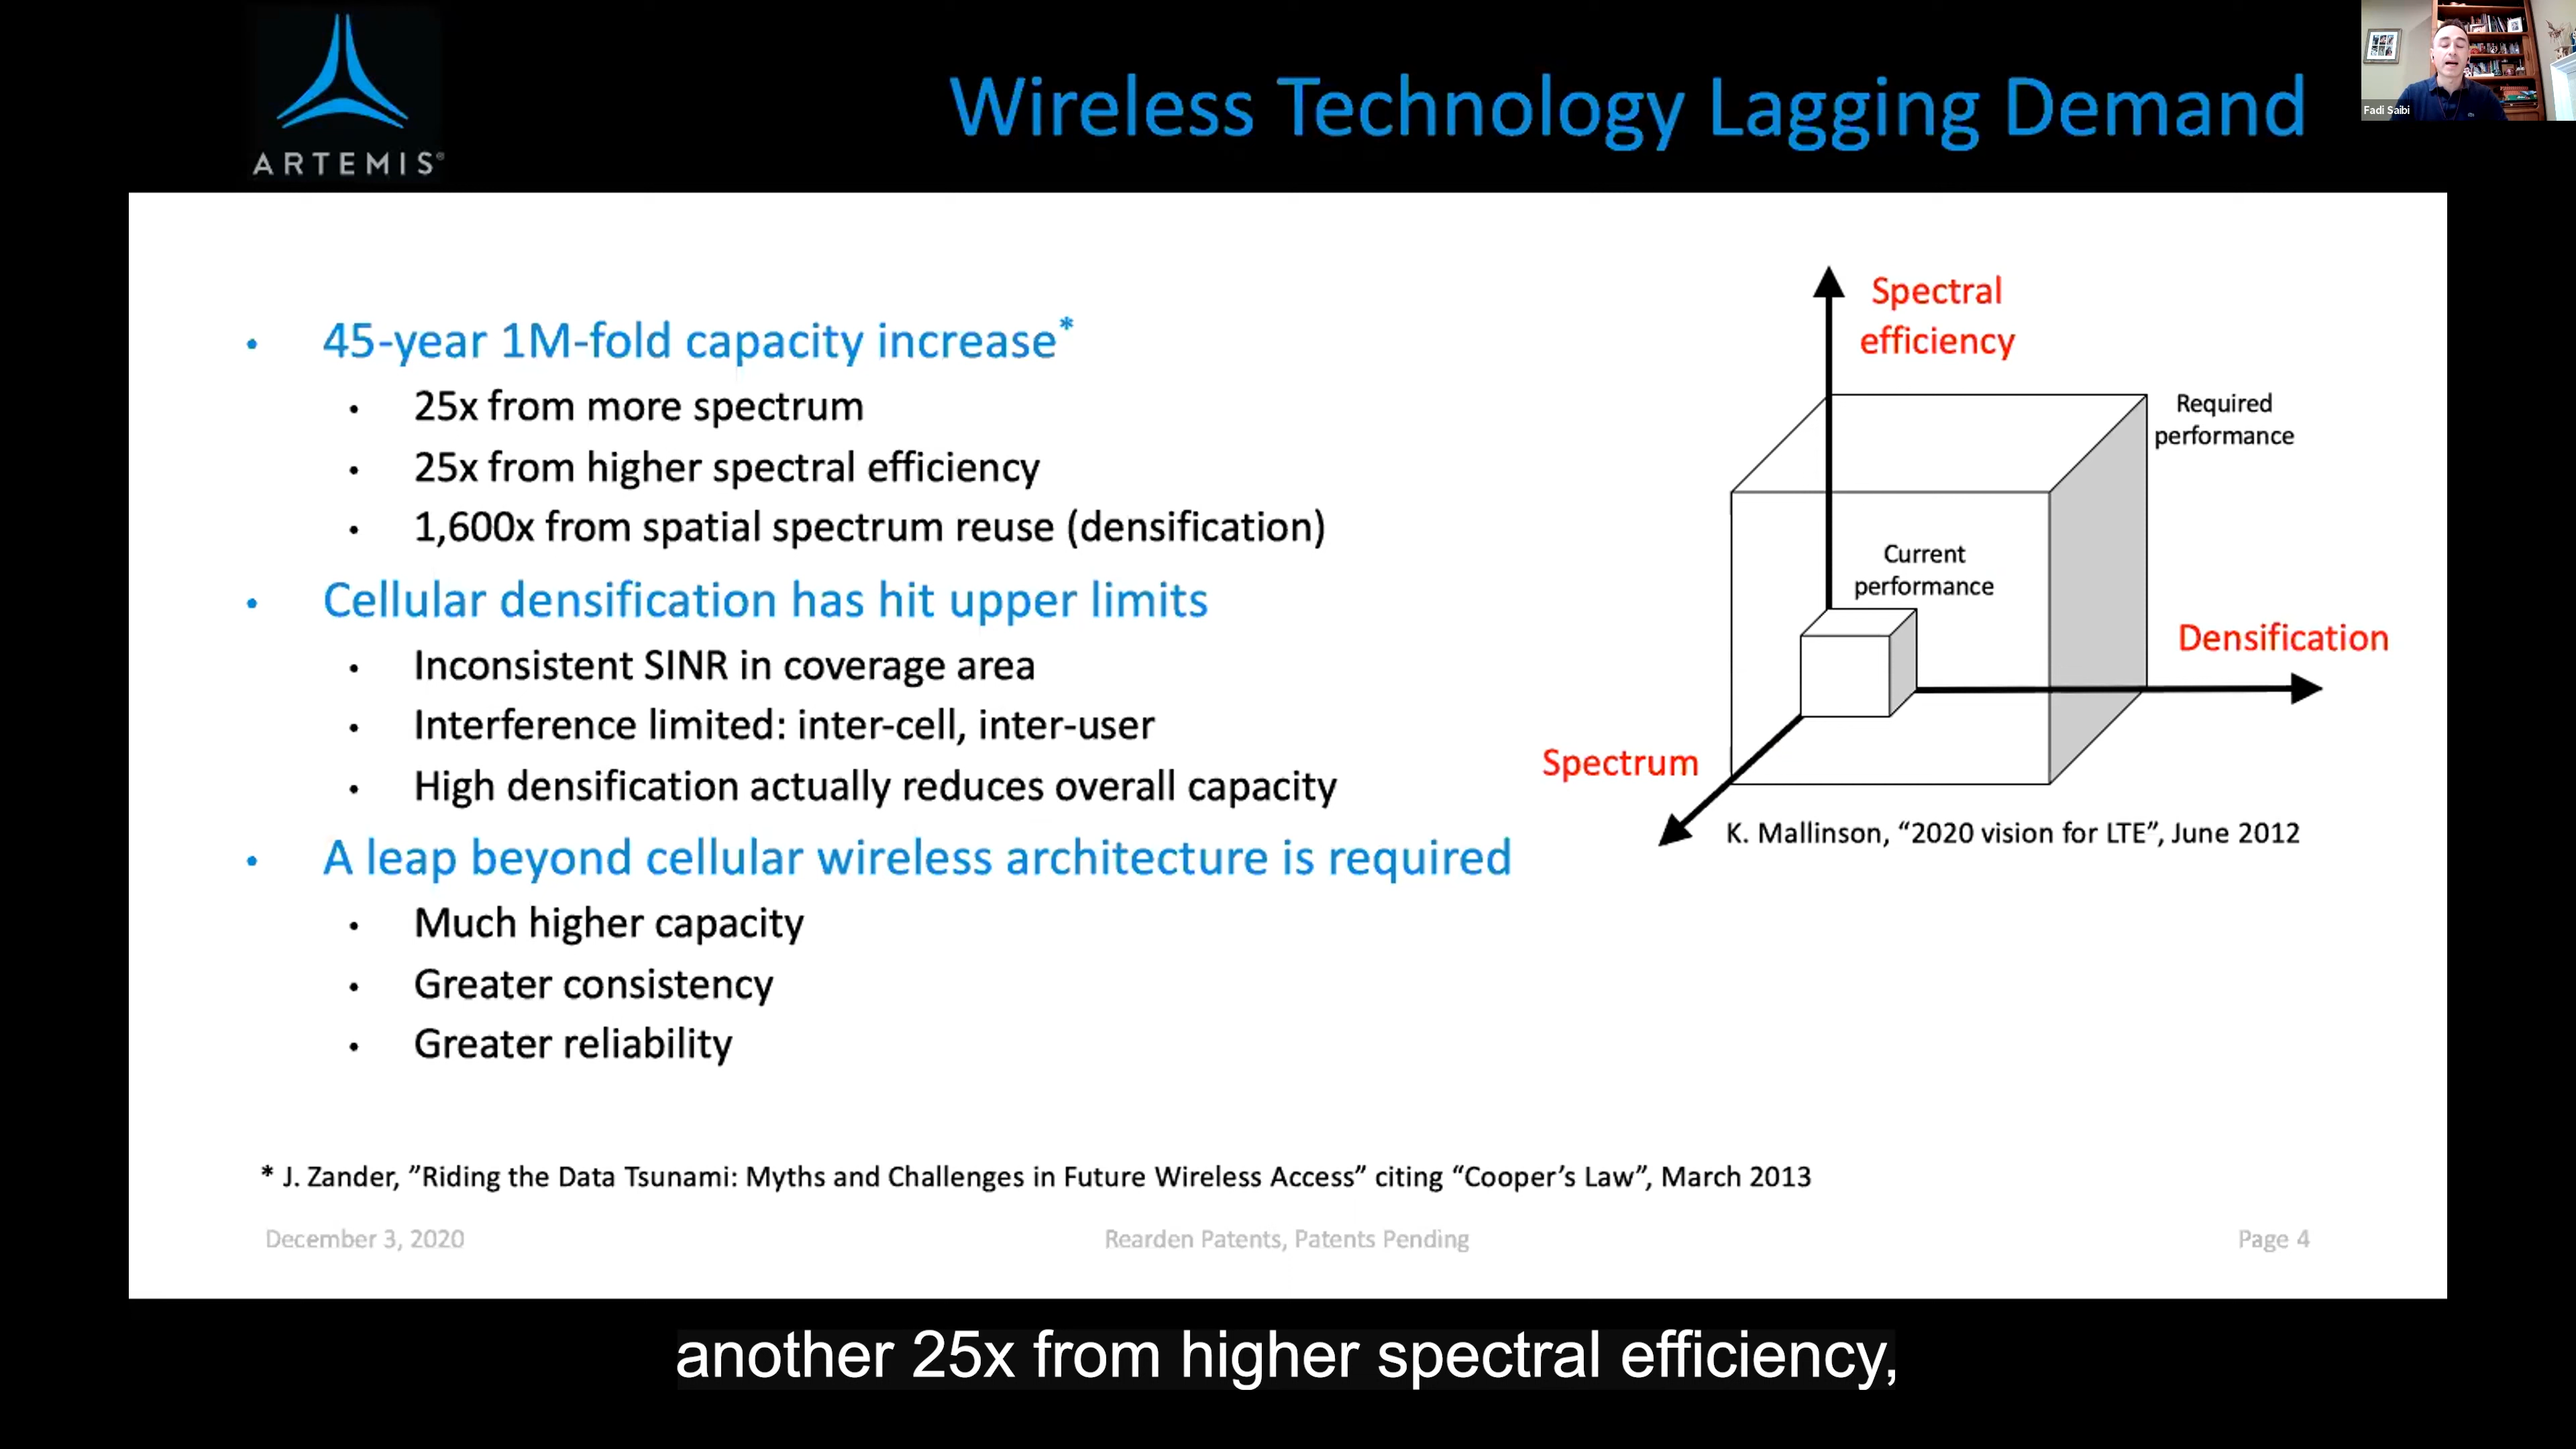 ARTEMIS®
Wireless Technology Lagging Demand
Fadi Saibi
• 45-year 1M-fold capacity increase*
• 25x from more spectrum
• 25x from higher spectral efficiency
• 1,600x from spatial spectrum reuse (densification)
• Cellular densification has hit upper limits
• Inconsistent SINR in coverage area
• Interference limited: inter-cell, inter-user
• High densification actually reduces overall capacity
• A leap beyond cellular wireless architecture is required
• Much higher capacity
• Greater consistency
• Greater reliability
Spectral
efficiency
Required
performance
Current
performance
Densification
Spectrum
K. Mallinson, “2020 vision for LTE”, June 2012
* J. Zander, ”Riding the Data Tsunami: Myths and Challenges in Future Wireless Access” citing “Cooper’s Law”, March 2013
December 3, 2020
Rearden Patents, Patents Pending
Page 4
another 25x from higher spectral efficiency,